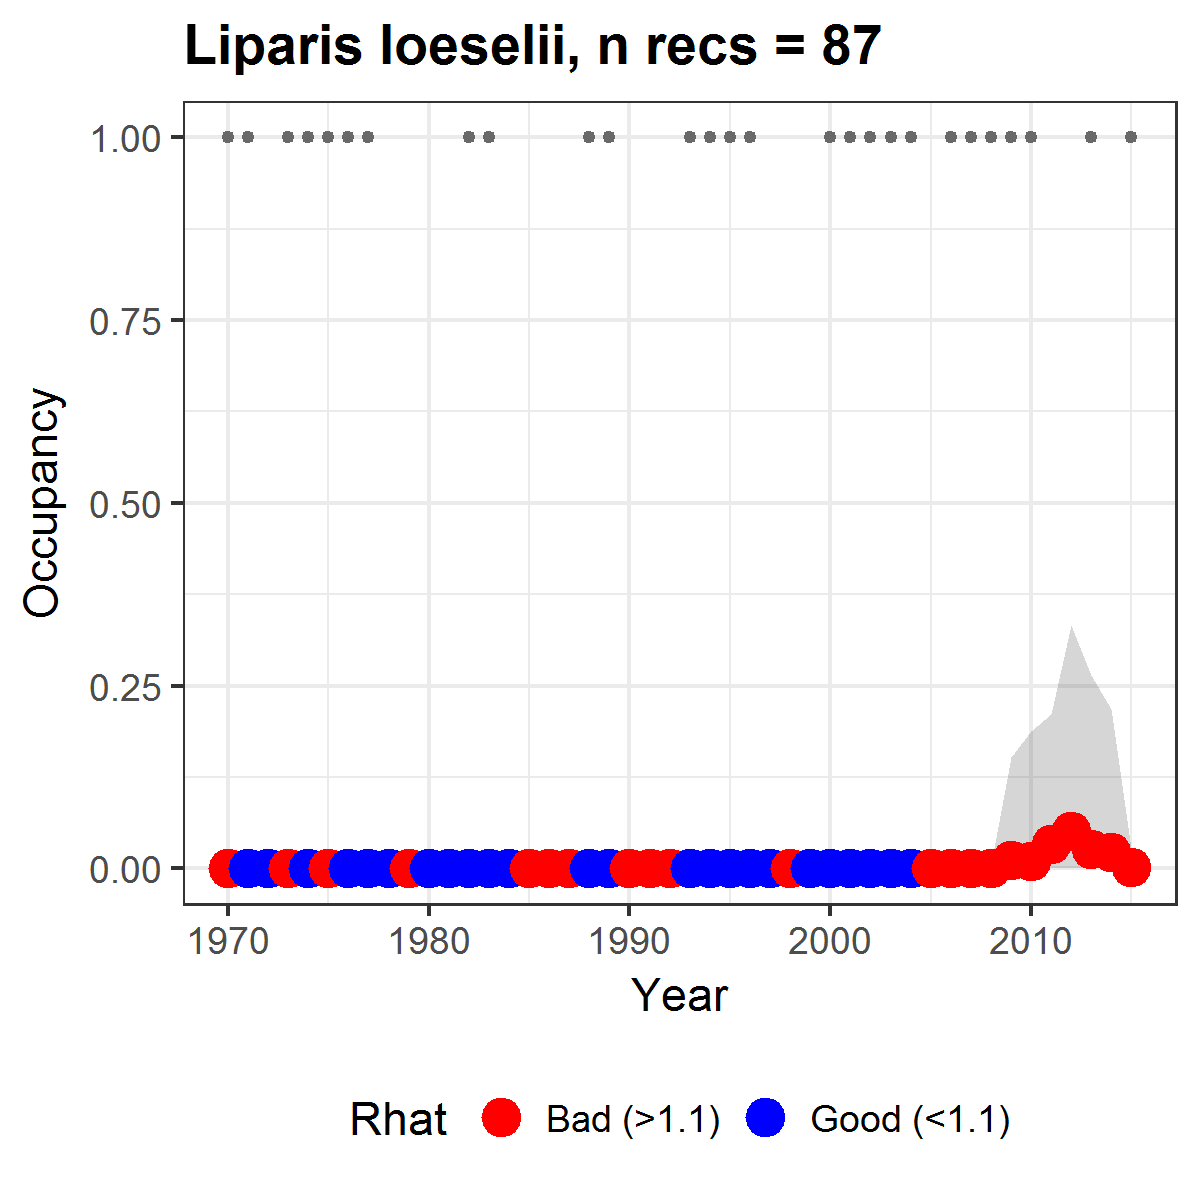 Liparis loeselii, n recs = 87
1.00
0.75
0.50
0.25
0.00
Occupancy
1970 1980 1990 2000 2010
Year
Rhat Bad (>1.1) Good (<1.1)